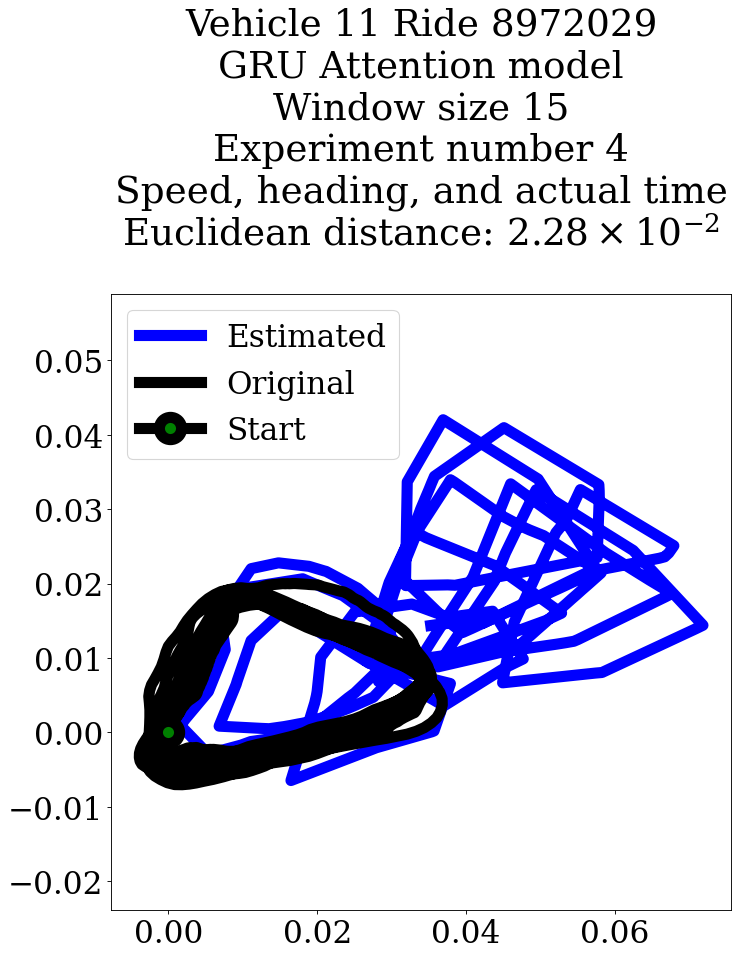 Vehicle 11 Ride 8972029
GRU Attention model
Window size 15
Experiment number 4
Speed, heading, and actual time
Euclidean distance: 2.28 × 10⁻²
Estimated
Original
Start
0.05
0.04
0.03
0.02
0.01
0.00
−0.01
−0.02
0.00 0.02 0.04 0.06